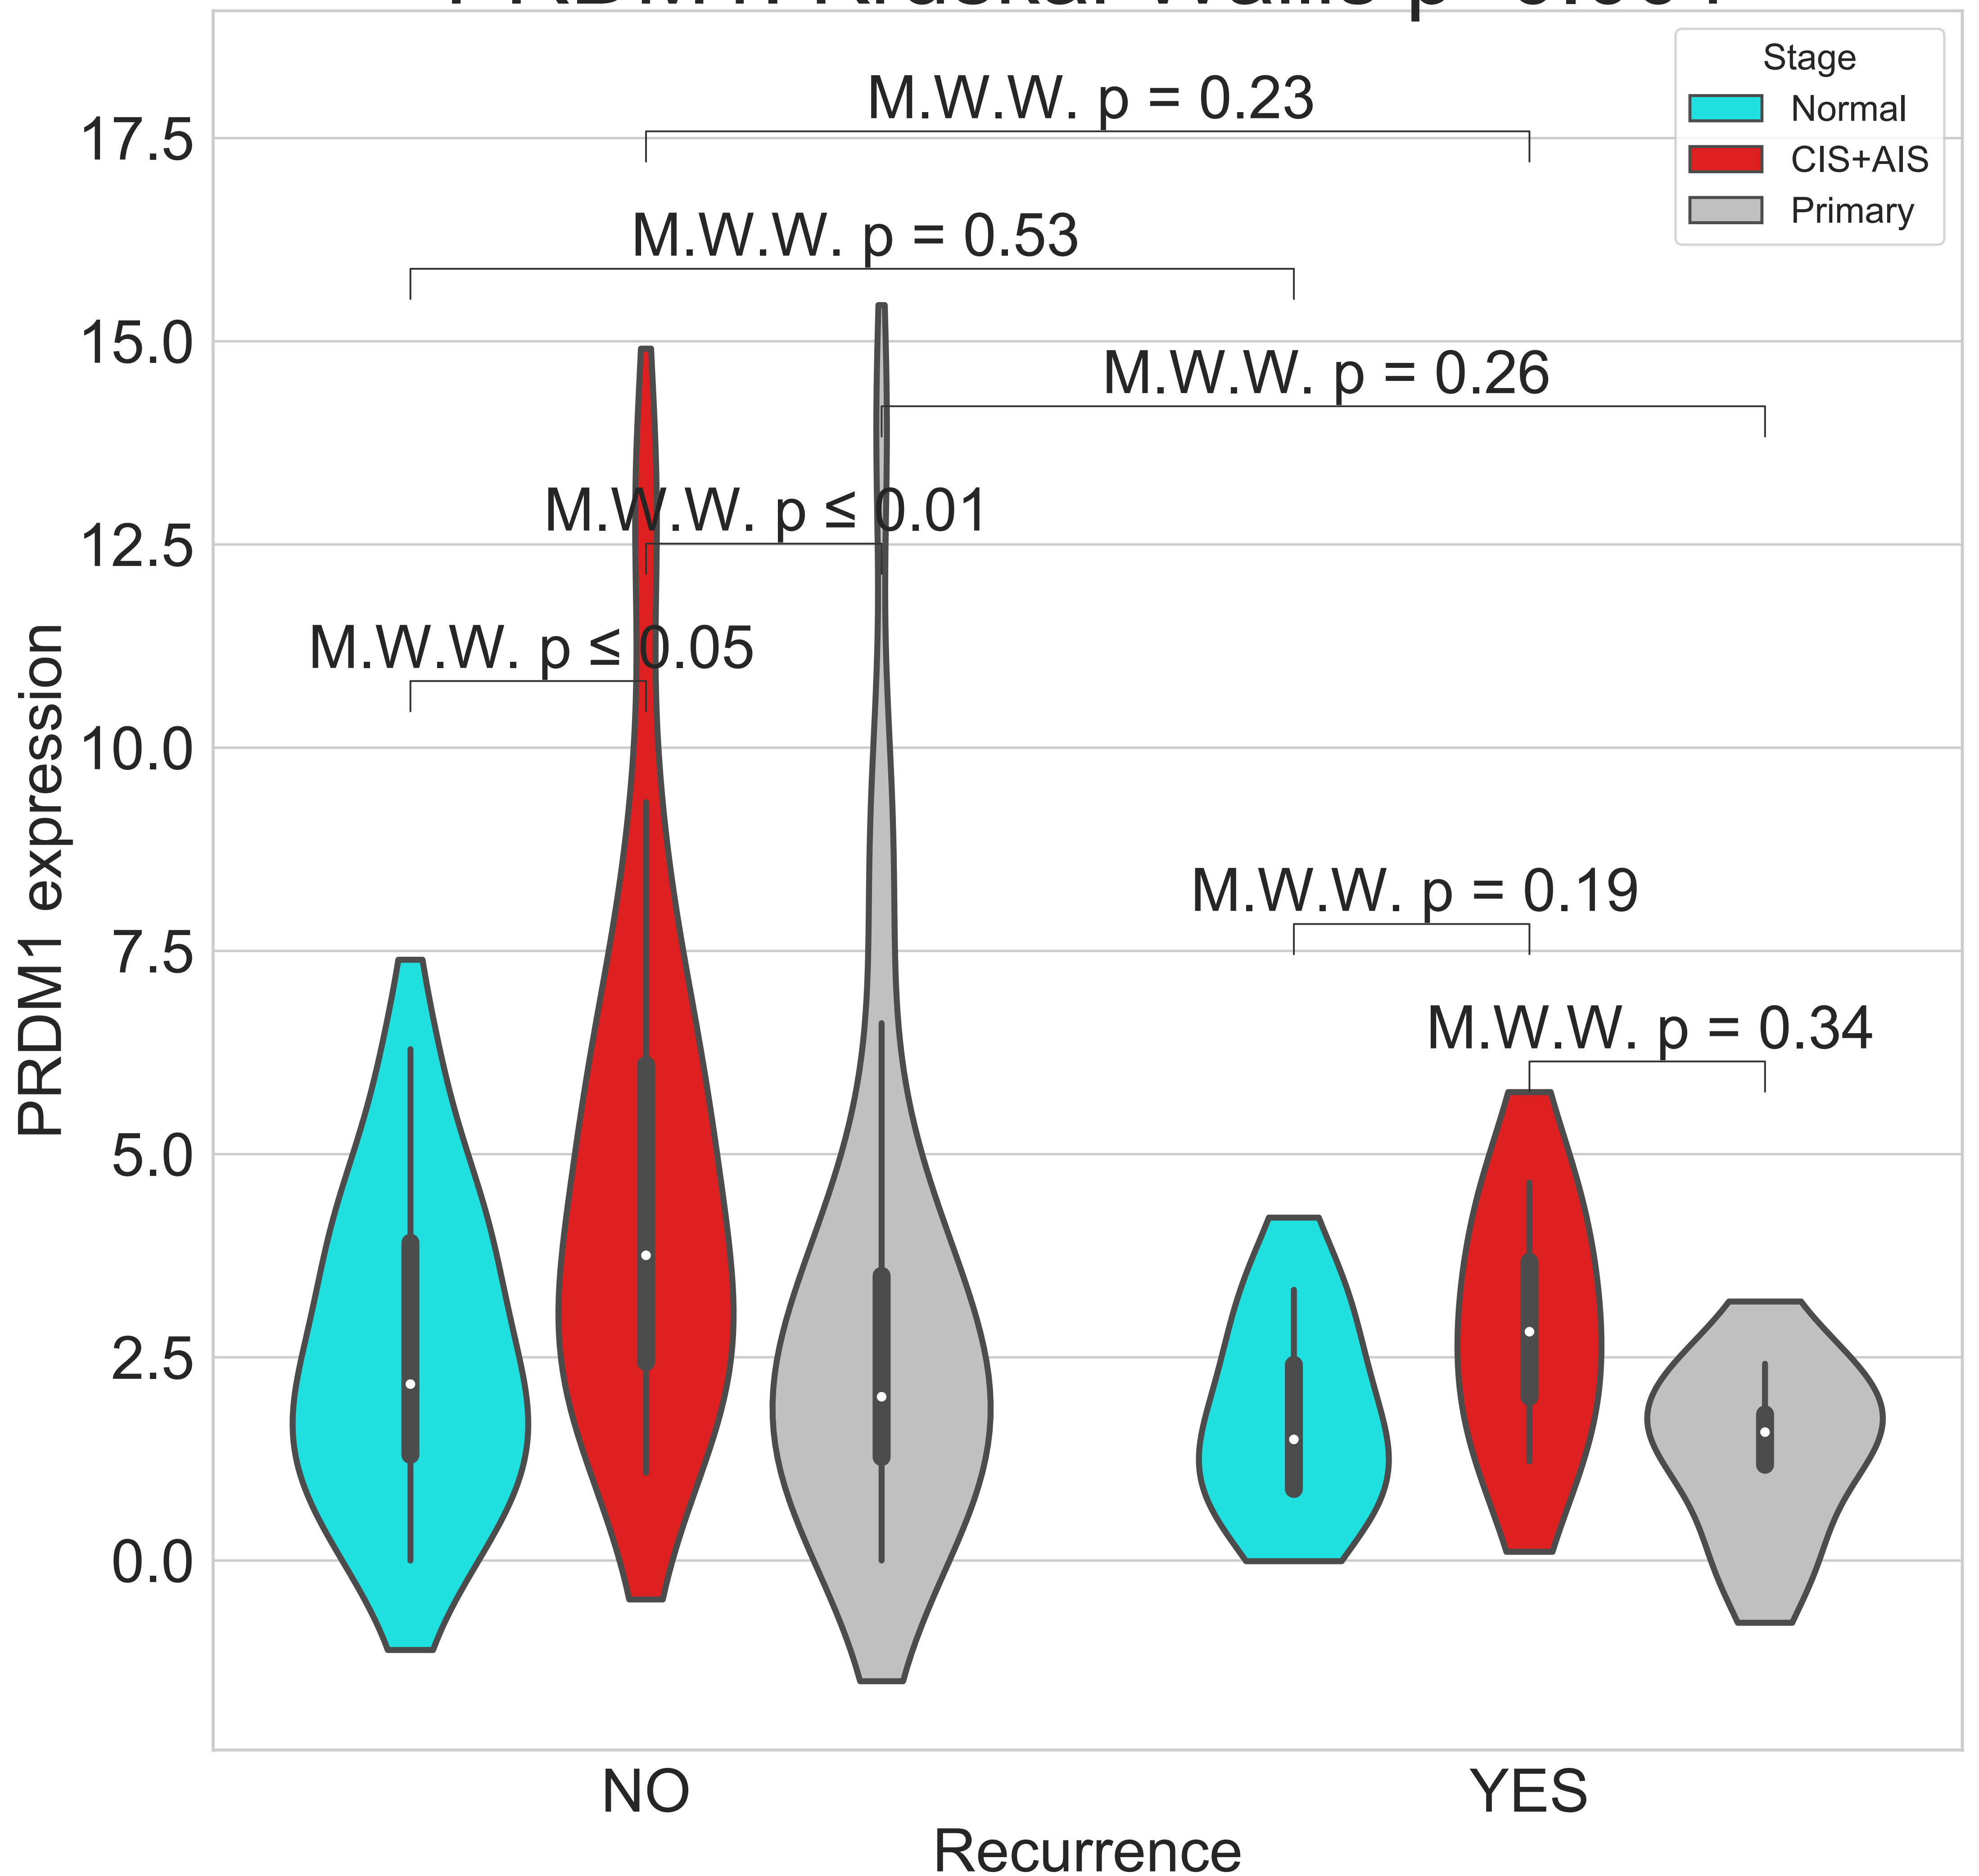 Stage
Normal
CIS+AIS
Primary
M.W.W. p = 0.23
M.W.W. p = 0.53
M.W.W. p = 0.26
M.W.W. p ≤ 0.01
M.W.W. p ≤ 0.05
M.W.W. p = 0.19
M.W.W. p = 0.34
17.5
15.0
12.5
10.0
7.5
5.0
2.5
0.0
PRDM1 expression
NO
YES
Recurrence